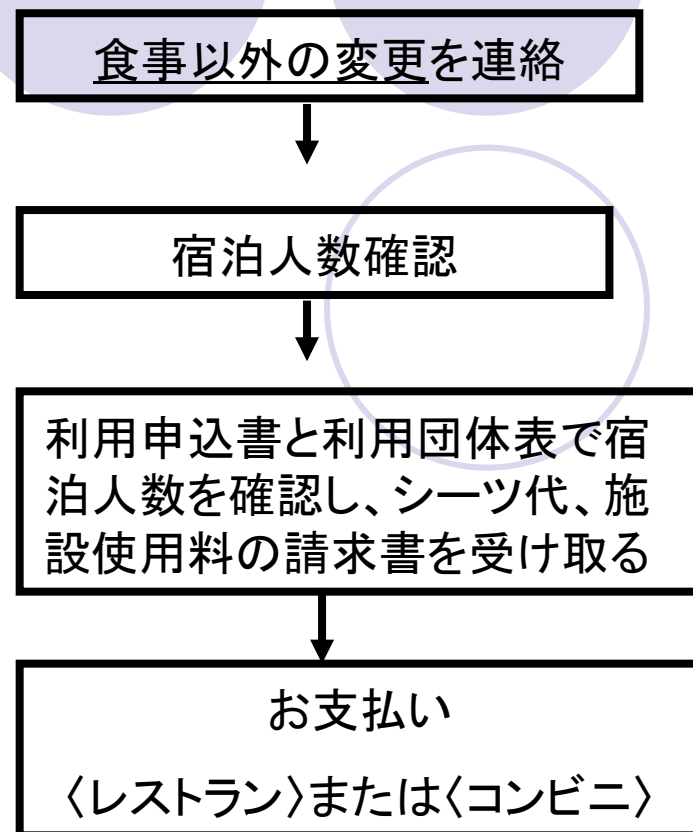 食事以外の変更を連絡
宿泊人数確認
利用申込書と利用団体表で宿
泊人数を確認し、シーツ代、施
設使用料の請求書を受け取る
お支払い
〈レストラン〉または〈コンビニ〉